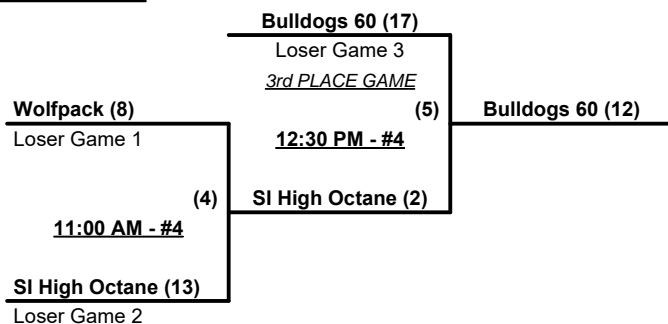 Bulldogs 60 (17)
Loser Game 3
3rd PLACE GAME
Wolfpack (8)
(5)
Bulldogs 60 (12)
Loser Game 1
12:30 PM - #4
(4)
SI High Octane (2)
11:00 AM - #4
SI High Octane (13)
Loser Game 2